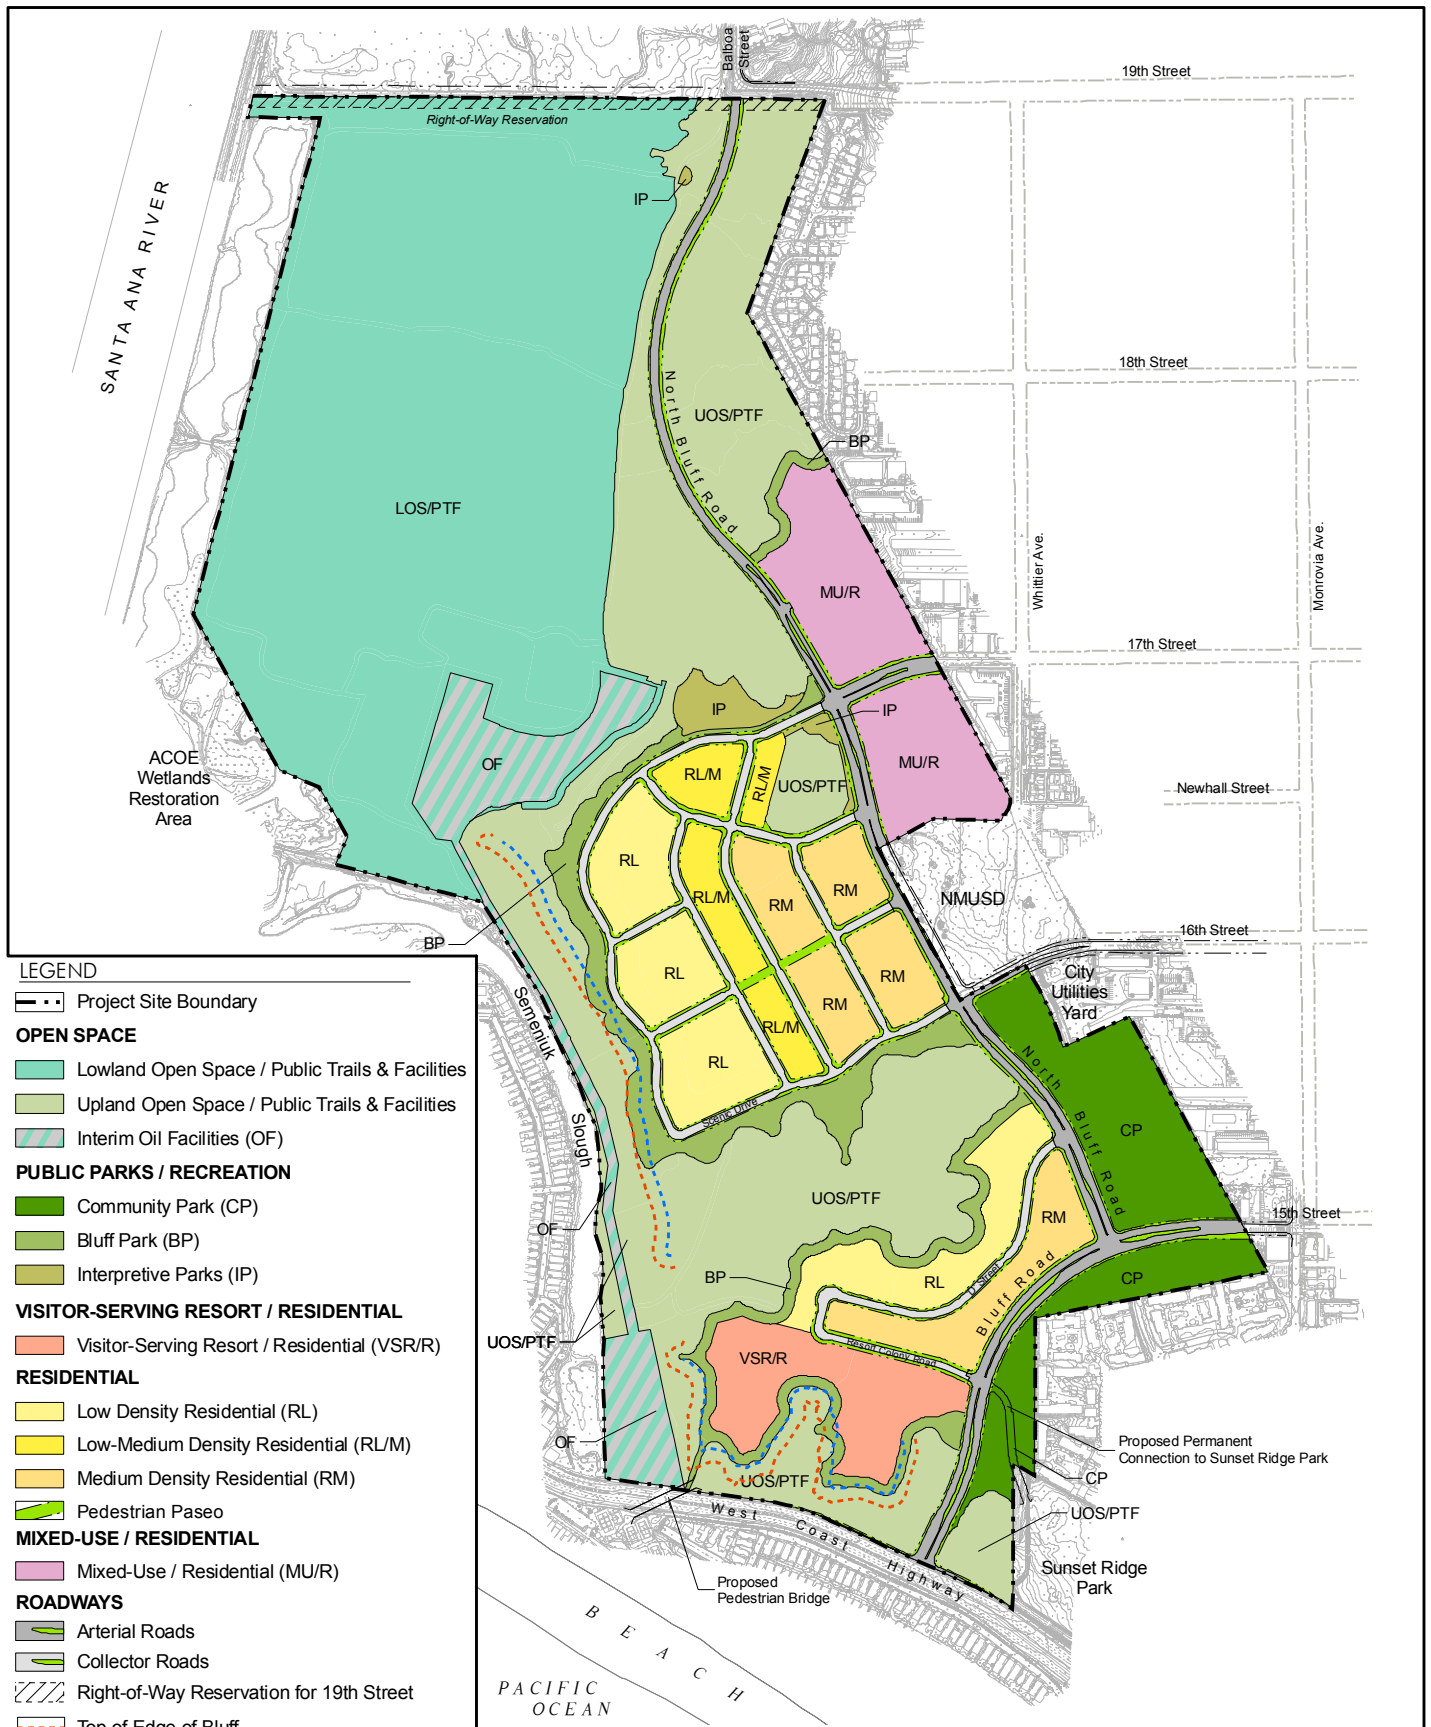 Balboa
Street
19th Street
Right-of-Way Reservation
IP
SANTA ANA RIVER
18th Street
North Bluff Road
UOS/PTF
BP
LOS/PTF
Whittier Ave.
Monrovia Ave.
MU/R
17th Street
IP
IP
ACOE
Wetlands
Restoration
Area
OF
RL/M
RL/M
UOS/PTF
MU/R
Newhall Street
RL
RL/M
RM
RM
NMUSD
BP
16th Street
RL
RM
City
Utilities
Yard
RL/M
RM
Semeniuk
Slough
RL
Scenic Drive
North
Bluff Road
CP
UOS/PTF
RM
15th Street
OF
BP
RL
D Street
Bluff Road
CP
UOS/PTF
VSR/R
Resort Colony Road
OF
Proposed Permanent
Connection to Sunset Ridge Park
CP
UOS/PTF
UOS/PTF
West Coast Highway
Sunset Ridge
Park
Proposed
Pedestrian Bridge
BEACH
PACIFIC
OCEAN
LEGEND
Project Site Boundary
OPEN SPACE
Lowland Open Space / Public Trails & Facilities
Upland Open Space / Public Trails & Facilities
Interim Oil Facilities (OF)
PUBLIC PARKS / RECREATION
Community Park (CP)
Bluff Park (BP)
Interpretive Parks (IP)
VISITOR-SERVING RESORT / RESIDENTIAL
Visitor-Serving Resort / Residential (VSR/R)
RESIDENTIAL
Low Density Residential (RL)
Low-Medium Density Residential (RL/M)
Medium Density Residential (RM)
Pedestrian Paseo
MIXED-USE / RESIDENTIAL
Mixed-Use / Residential (MU/R)
ROADWAYS
Arterial Roads
Collector Roads
Right-of-Way Reservation for 19th Street
Top of Edge of Bluff